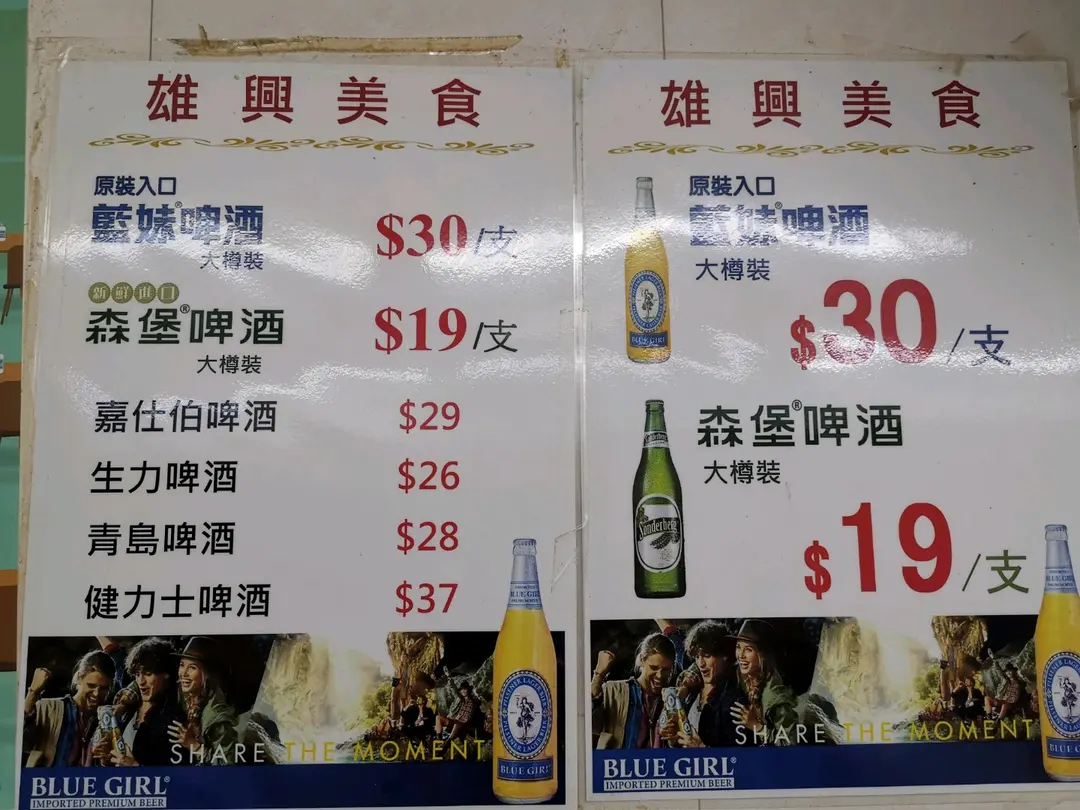 雄興美食
原裝入口
藍妹®啤酒
大樽裝
$30/支
新鮮進口
森堡®啤酒
大樽裝
$19/支
嘉仕伯啤酒 $29
生力啤酒 $26
青島啤酒 $28
健力士啤酒 $37
SHARE THE MOMENT
BLUE GIRL®
IMPORTED PREMIUM BEER
BLUE GIRL
雄興美食
原裝入口
藍妹®啤酒
大樽裝
$30/支
BLUE GIRL
森堡®啤酒
大樽裝
$19/支
Sanderberg
SHARE THE MOMENT
BLUE GIRL®
IMPORTED PREMIUM BEER